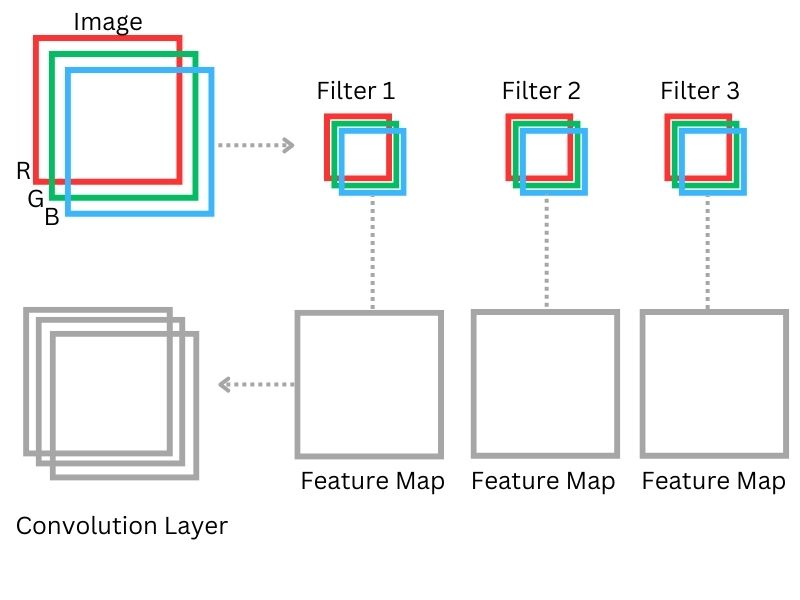 Image
R
G
B
Filter 1
Filter 2
Filter 3
Feature Map
Feature Map
Feature Map
Convolution Layer